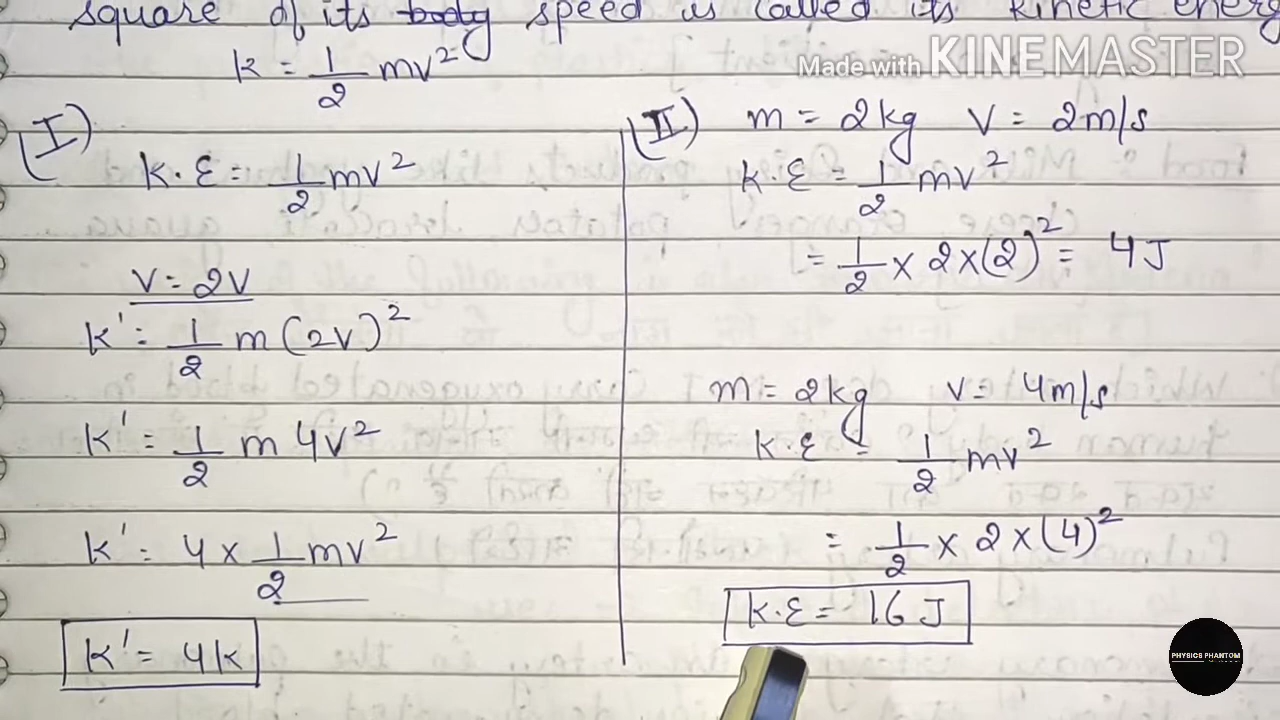 square of its body speed is called its kinetic energ
Made with KINEMASTER
K = 1/2 mv²
(I)
K.E = 1/2 mv²
V = 2V
K' = 1/2 m (2V)²
K' = 1/2 m 4V²
K' = 4 × 1/2 mv²
K' = 4K
(II) m = 2kg V = 2m/s
K.E = 1/2 mv²
= 1/2 × 2 × (2)² = 4J
m = 2kg V = 4m/s
K.E = 1/2 mv²
= 1/2 × 2 × (4)²
K.E = 16 J
PHYSICS PHANTOM